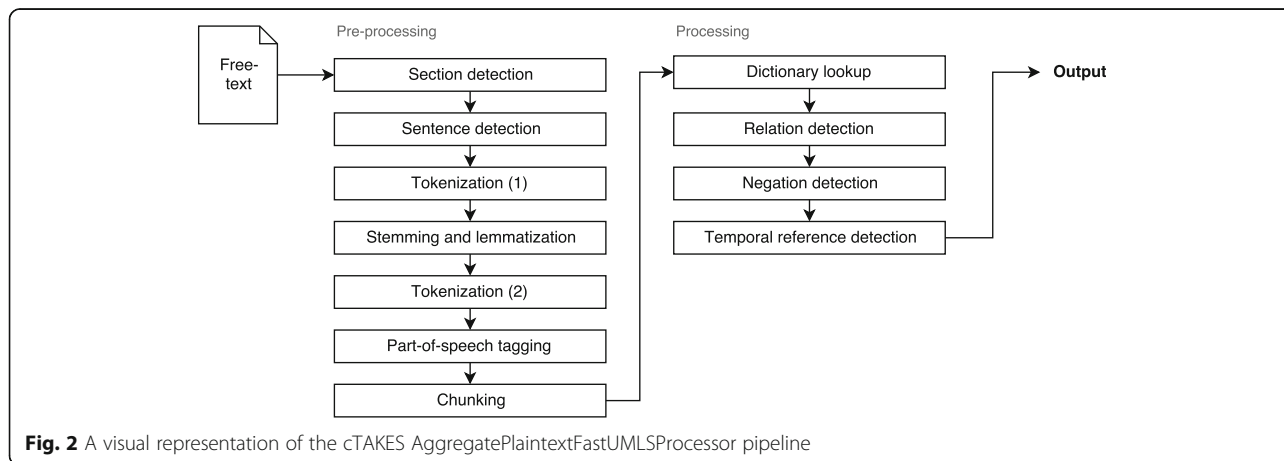 Pre-processing
Processing
Free-
text
Section detection
Sentence detection
Tokenization (1)
Stemming and lemmatization
Tokenization (2)
Part-of-speech tagging
Chunking
Dictionary lookup
Relation detection
Negation detection
Temporal reference detection
Output
Fig. 2 A visual representation of the cTAKES AggregatePlaintextFastUMLSProcessor pipeline